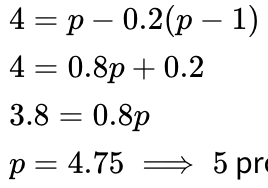 4 = p − 0.2(p − 1)
4 = 0.8p + 0.2
3.8 = 0.8p
p = 4.75 ⟹ 5